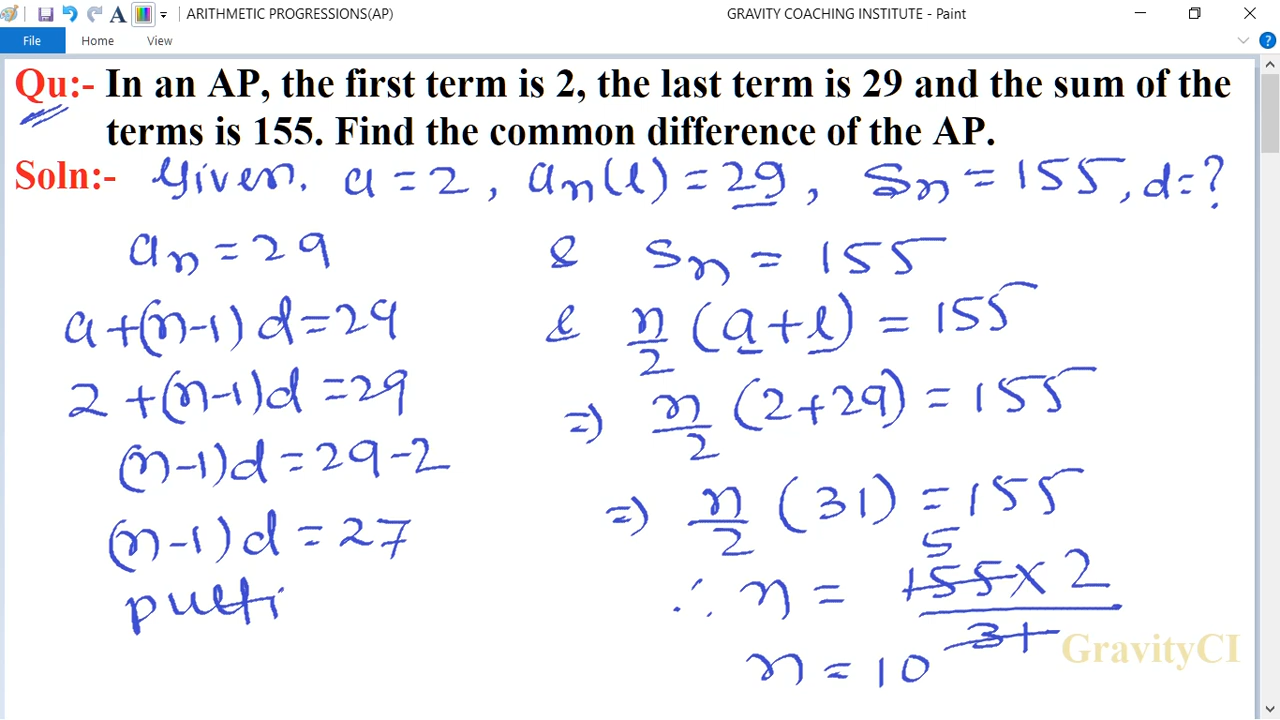 ARITHMETIC PROGRESSIONS(AP)
GRAVITY COACHING INSTITUTE - Paint
File Home View
Qu:- In an AP, the first term is 2, the last term is 29 and the sum of the
terms is 155. Find the common difference of the AP.
Soln:- Given. a = 2, an(l) = 29, Sn = 155, d = ?
an = 29
a + (n-1)d = 29
2 + (n-1)d = 29
(n-1)d = 29-2
(n-1)d = 27
putti
& Sn = 155
& n/2 (a+l) = 155
=) n/2 (2+29) = 155
=) n/2 (31) = 155
5
∴ n = 155 × 2 / 31
n = 10
GravityCI